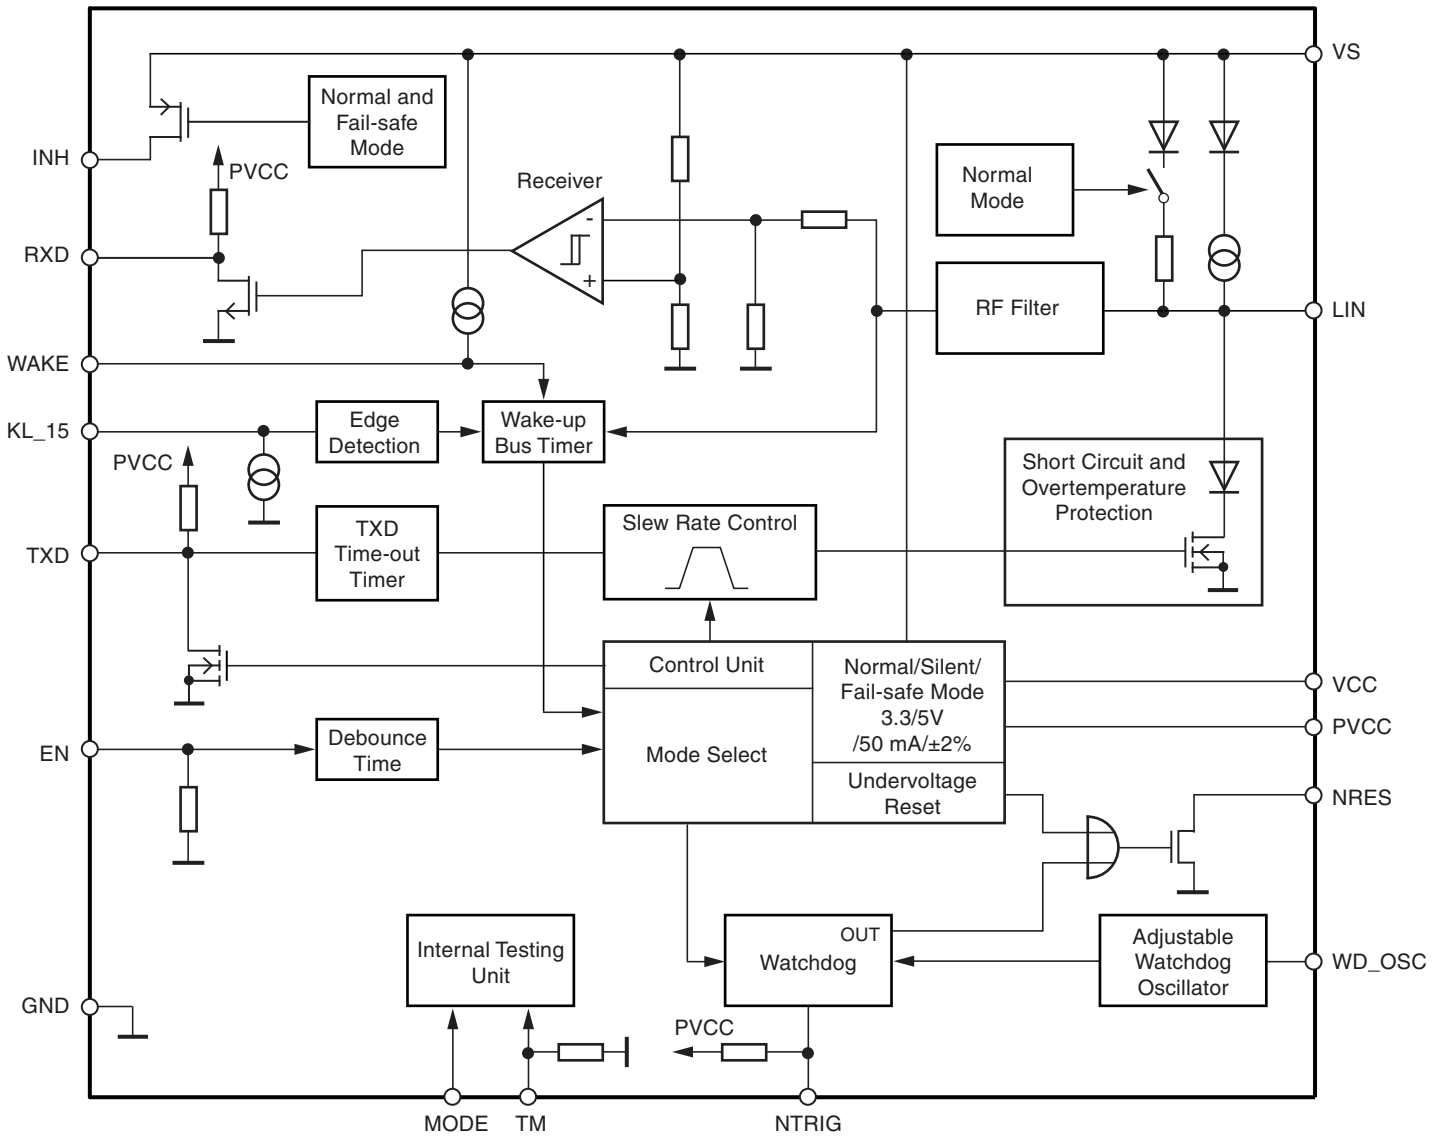 VS
Normal and
Fail-safe
Mode
INH
PVCC
Receiver
Normal
Mode
-
+
RXD
RF Filter
LIN
WAKE
KL_15
Edge
Detection
Wake-up
Bus Timer
PVCC
Short Circuit and
Overtemperature
Protection
TXD
TXD
Time-out
Timer
Slew Rate Control
Control Unit
Normal/Silent/
Fail-safe Mode
3.3/5V
/50 mA/±2%
VCC
PVCC
EN
Debounce
Time
Mode Select
Undervoltage
Reset
NRES
Internal Testing
Unit
OUT
Watchdog
Adjustable
Watchdog
Oscillator
WD_OSC
GND
PVCC
MODE
TM
NTRIG